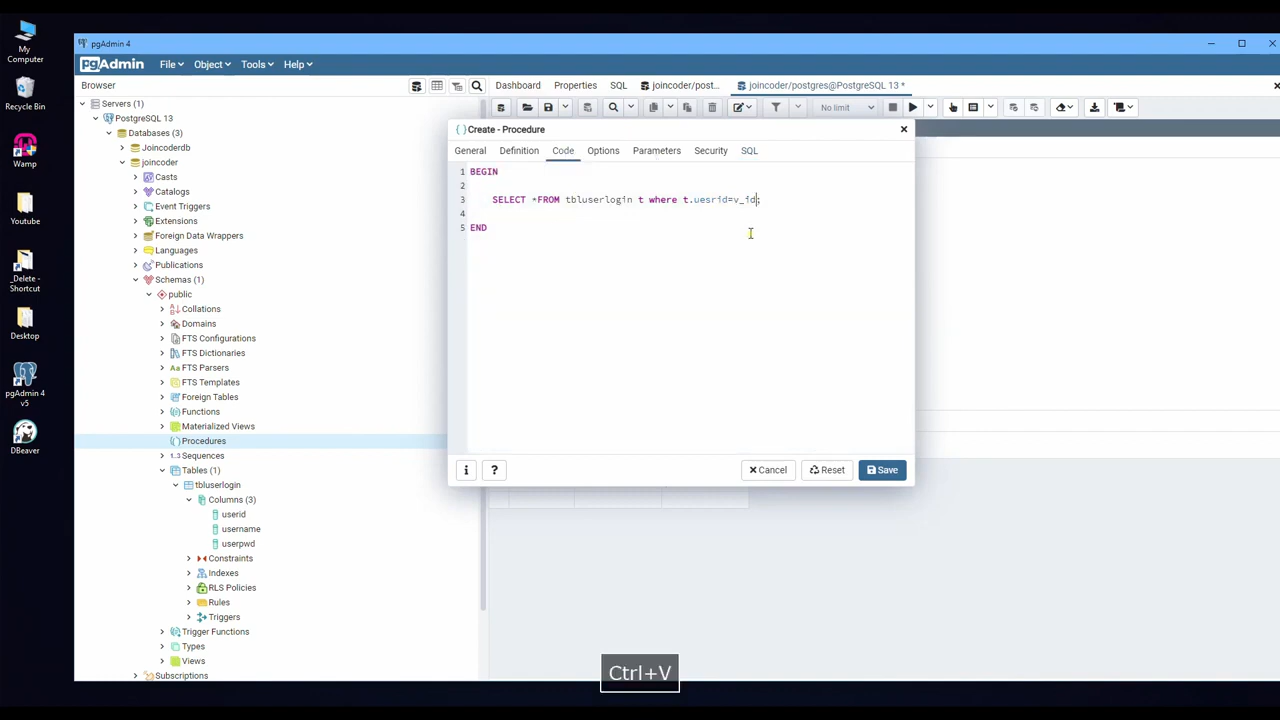 My
Computer
Recycle Bin
Wamp
_Delete -
Shortcut
Desktop
pgAdmin 4
v5
DBeaver
pgAdmin 4
pgAdmin File Object Tools Help
Browser
Dashboard Properties SQL joincoder/post... joincoder/postgres@PostgreSQL 13 *
No limit
Servers (1)
PostgreSQL 13
Databases (3)
Joincoderdb
joincoder
Casts
Catalogs
Event Triggers
Extensions
Foreign Data Wrappers
Languages
Publications
Schemas (1)
public
Collations
Domains
FTS Configurations
FTS Dictionaries
Aa FTS Parsers
FTS Templates
Foreign Tables
Functions
Materialized Views
Procedures
1..3 Sequences
Tables (1)
tbluserlogin
Columns (3)
userid
username
userpwd
Constraints
Indexes
RLS Policies
Rules
Triggers
Trigger Functions
Types
Views
Subscriptions
Create - Procedure
General Definition Code Options Parameters Security SQL
1 BEGIN
2
3 SELECT *FROM tbluserlogin t where t.uesrid=v_id;
4
5 END
i ? Cancel Reset Save
Ctrl+V